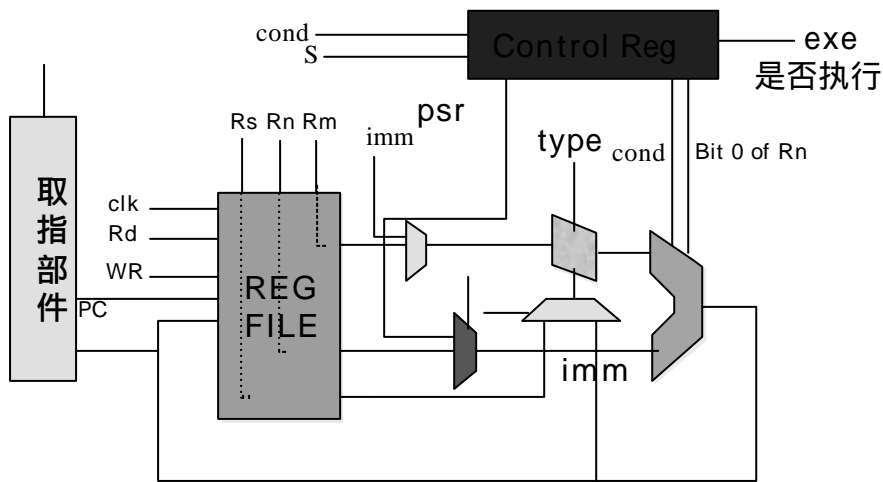 cond
S
Control Reg
exe
是否执行
Rs Rn Rm
imm
psr
type
cond
Bit 0 of Rn
取指部件
clk
Rd
WR
PC
REG
FILE
imm